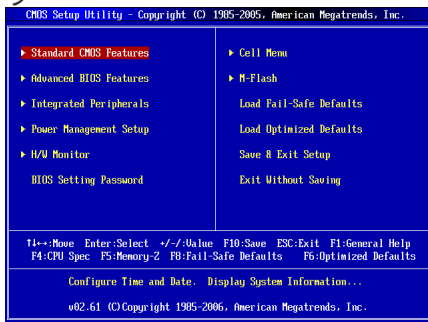 CMOS Setup Utility - Copyright (C) 1985-2005, American Megatrends, Inc.
▶ Standard CMOS Features
▶ Advanced BIOS Features
▶ Integrated Peripherals
▶ Power Management Setup
▶ H/W Monitor
BIOS Setting Password
▶ Cell Menu
▶ M-Flash
Load Fail-Safe Defaults
Load Optimized Defaults
Save & Exit Setup
Exit Without Saving
↑↓←→:Move Enter:Select +/-/:Value F10:Save ESC:Exit F1:General Help
F4:CPU Spec F5:Memory-Z F8:Fail-Safe Defaults F6:Optimized Defaults
Configure Time and Date. Display System Information...
v02.61 (C)Copyright 1985-2006, American Megatrends, Inc.